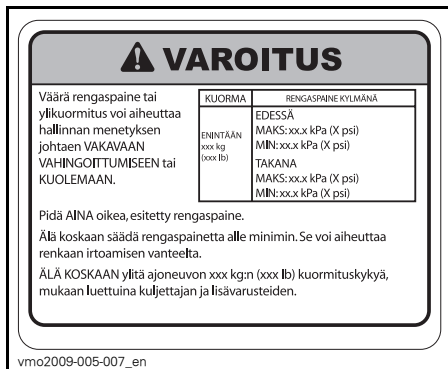 VAROITUS
Väärä rengaspaine tai
ylikuormitus voi aiheuttaa
hallinnan menetyksen
johtaen VAKAVAAN
VAHINGOITTUMISEEN tai
KUOLEMAAN.
KUORMA
RENGASPAINE KYLMÄNÄ
ENINTÄÄN
xxx kg
(xxx lb)
EDESSÄ
MAKS: xx.x kPa (X psi)
MIN: xx.x kPa (X psi)
TAKANA
MAKS: xx.x kPa (X psi)
MIN: xx.x kPa (X psi)
Pidä AINA oikea, esitetty rengaspaine.
Älä koskaan säädä rengaspainetta alle minimin. Se voi aiheuttaa
renkaan irtoamisen vanteelta.
ÄLÄ KOSKAAN ylitä ajoneuvon xxx kg:n (xxx lb) kuormituskykyä,
mukaan luettuina kuljettajan ja lisävarusteiden.
vmo2009-005-007_en